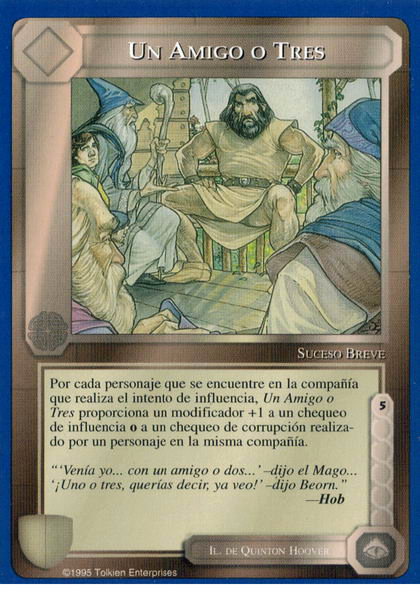 Un Amigo o Tres
Suceso Breve
Por cada personaje que se encuentre en la compañía
que realiza el intento de influencia, Un Amigo o
Tres proporciona un modificador +1 a un chequeo
de influencia o a un chequeo de corrupción realiza-
do por un personaje en la misma compañía.
5
“‘Venía yo... con un amigo o dos...’ –dijo el Mago...
‘¡Uno o tres, querías decir, ya veo!’ –dijo Beorn.”
—Hob
Il. de Quinton Hoover
©1995 Tolkien Enterprises